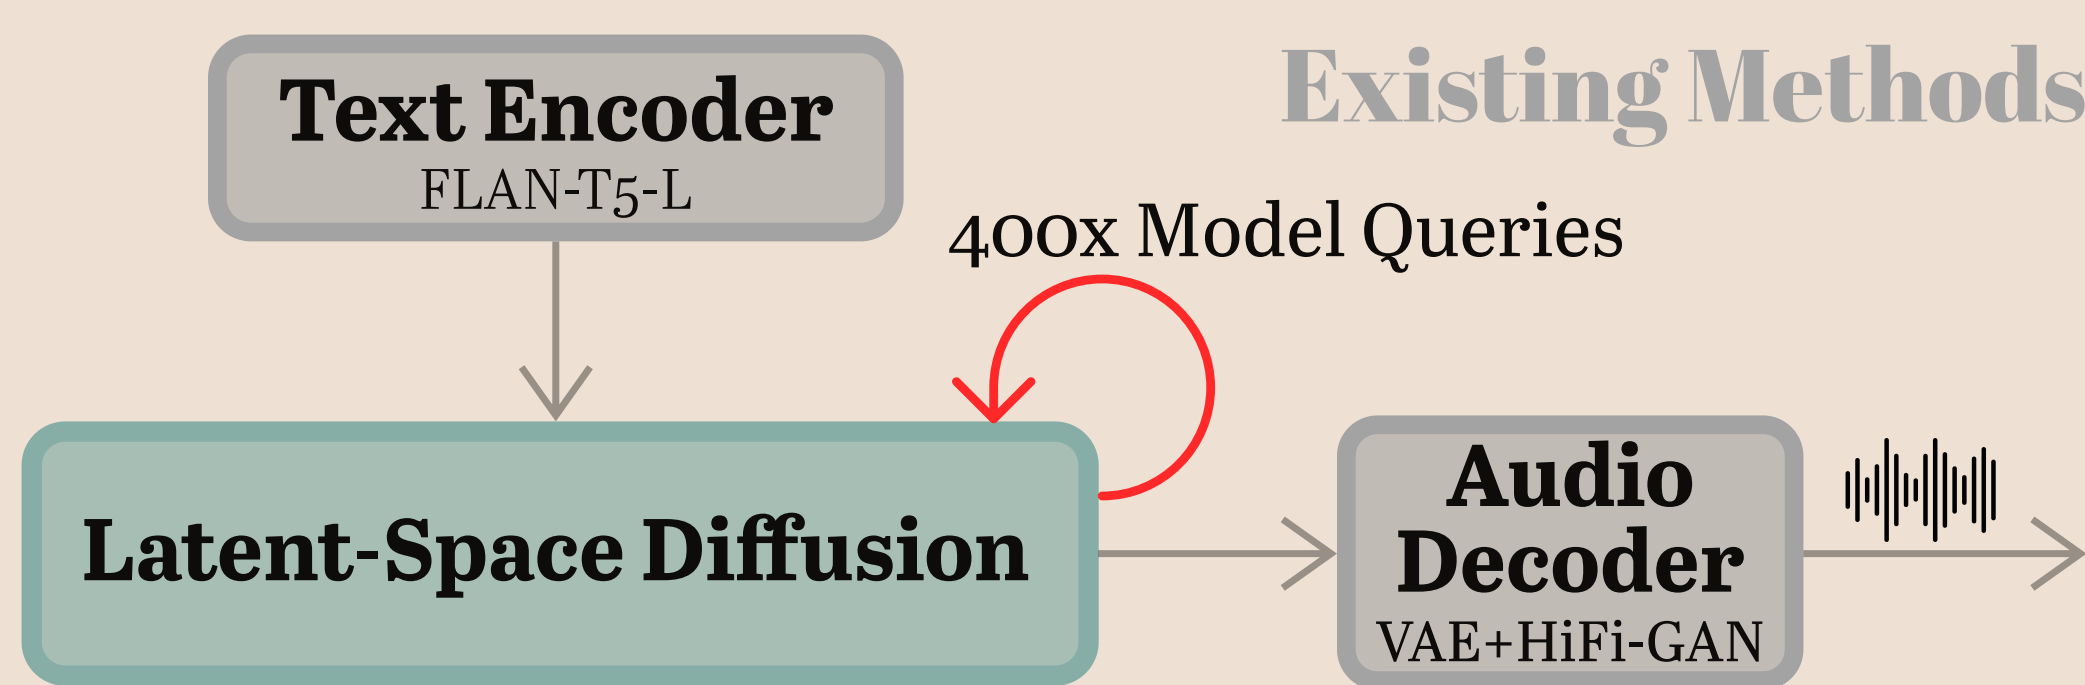 Existing Methods
Text Encoder
FLAN-T5-L
400x Model Queries
Latent-Space Diffusion
Audio
Decoder
VAE+HiFi-GAN